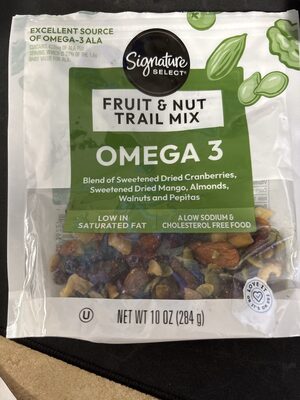 EXCELLENT SOURCE
OF OMEGA-3 ALA
Signature
SELECT®
FRUIT & NUT
TRAIL MIX
OMEGA 3
Blend of Sweetened Dried Cranberries,
Sweetened Dried Mango, Almonds,
Walnuts and Pepitas
LOW IN
SATURATED FAT
A LOW SODIUM &
CHOLESTEROL FREE FOOD
LOVE IT
U
NET WT 10 OZ (284 g)